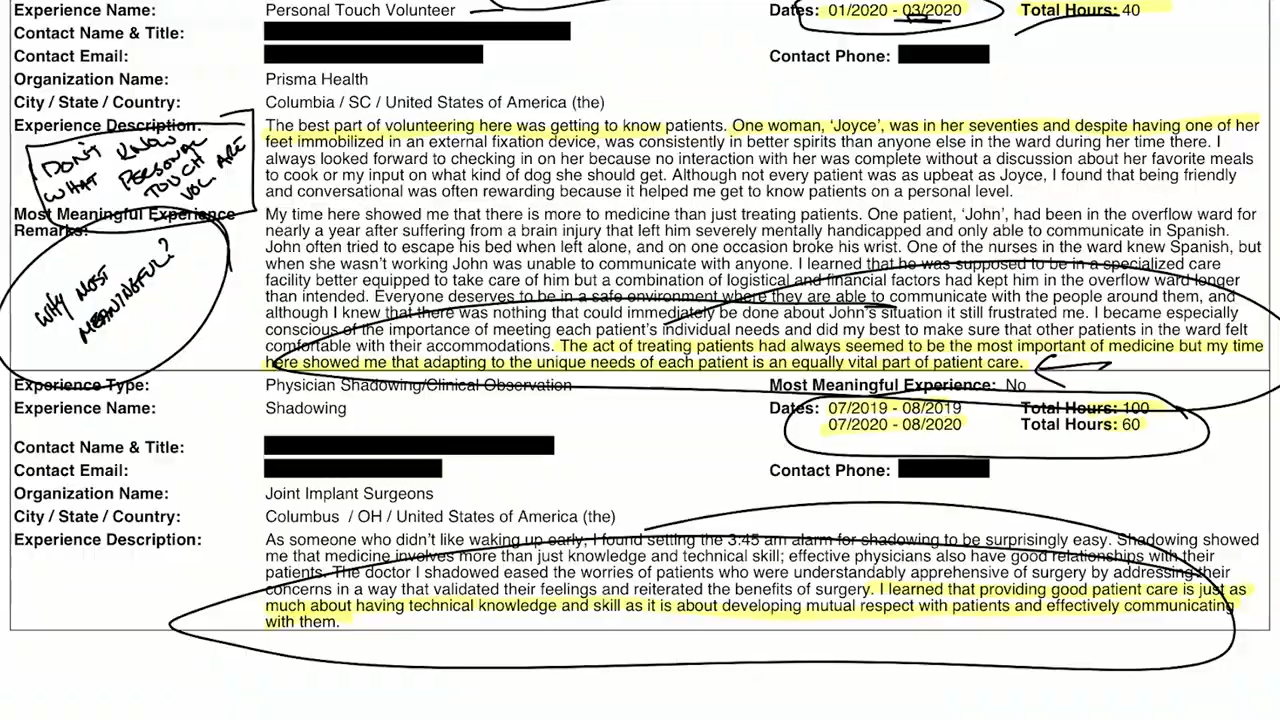 Experience Name: Personal Touch Volunteer Dates: 01/2020 - 03/2020 Total Hours: 40
Contact Name & Title:
Contact Email: Contact Phone:
Organization Name: Prisma Health
City / State / Country: Columbia / SC / United States of America (the)
Experience Description: The best part of volunteering here was getting to know patients. One woman, ‘Joyce’, was in her seventies and despite having one of her
feet immobilized in an external fixation device, was consistently in better spirits than anyone else in the ward during her time there. I
always looked forward to checking in on her because no interaction with her was complete without a discussion about her favorite meals
to cook or my input on what kind of dog she should get. Although not every patient was as upbeat as Joyce, I found that being friendly
and conversational was often rewarding because it helped me get to know patients on a personal level.
DON'T KNOW
WHAT PERSONAL
TOUCH
VOL ARE
Most Meaningful Experience My time here showed me that there is more to medicine than just treating patients. One patient, ‘John’, had been in the overflow ward for
Remarks: nearly a year after suffering from a brain injury that left him severely mentally handicapped and only able to communicate in Spanish.
John often tried to escape his bed when left alone, and on one occasion broke his wrist. One of the nurses in the ward knew Spanish, but
when she wasn’t working John was unable to communicate with anyone. I learned that he was supposed to be in a specialized care
facility better equipped to take care of him but a combination of logistical and financial factors had kept him in the overflow ward longer
than intended. Everyone deserves to be in a safe environment where they are able to communicate with the people around them, and
although I knew that there was nothing that could immediately be done about John’s situation it still frustrated me. I became especially
conscious of the importance of meeting each patient’s individual needs and did my best to make sure that other patients in the ward felt
comfortable with their accommodations. The act of treating patients had always seemed to be the most important of medicine but my time
here showed me that adapting to the unique needs of each patient is an equally vital part of patient care.
WHY MOST
MEANINGFUL?
Experience Type: Physician Shadowing/Clinical Observation Most Meaningful Experience: No
Experience Name: Shadowing Dates: 07/2019 - 08/2019 Total Hours: 100
07/2020 - 08/2020 Total Hours: 60
Contact Name & Title:
Contact Email: Contact Phone:
Organization Name: Joint Implant Surgeons
City / State / Country: Columbus / OH / United States of America (the)
Experience Description: As someone who didn’t like waking up early, I found setting the 3:45 am alarm for shadowing to be surprisingly easy. Shadowing showed
me that medicine involves more than just knowledge and technical skill; effective physicians also have good relationships with their
patients. The doctor I shadowed eased the worries of patients who were understandably apprehensive of surgery by addressing their
concerns in a way that validated their feelings and reiterated the benefits of surgery. I learned that providing good patient care is just as
much about having technical knowledge and skill as it is about developing mutual respect with patients and effectively communicating
with them.